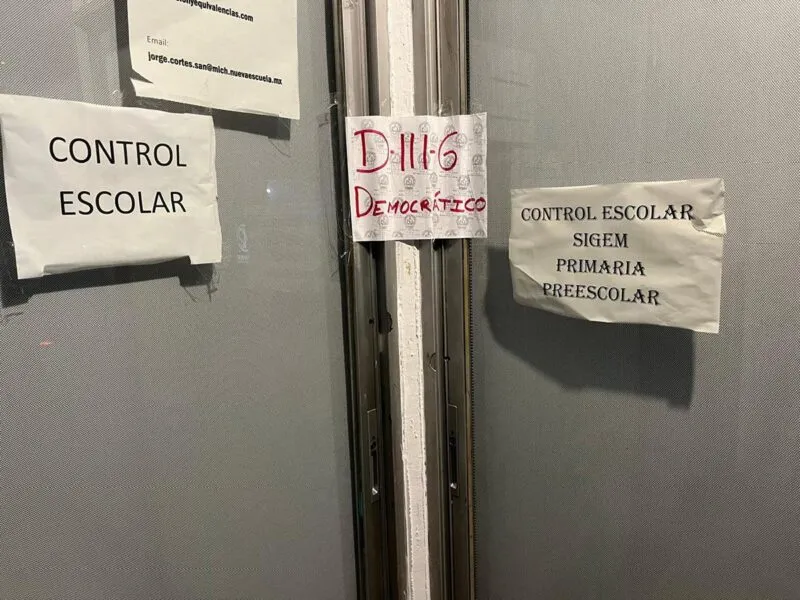 Email:
jorge.cortes.san@mich.nuevaescuela.mx
CONTROL
ESCOLAR
D-III-6
DEMOCRÁTICO
CONTROL ESCOLAR
SIGEM
PRIMARIA
PREESCOLAR